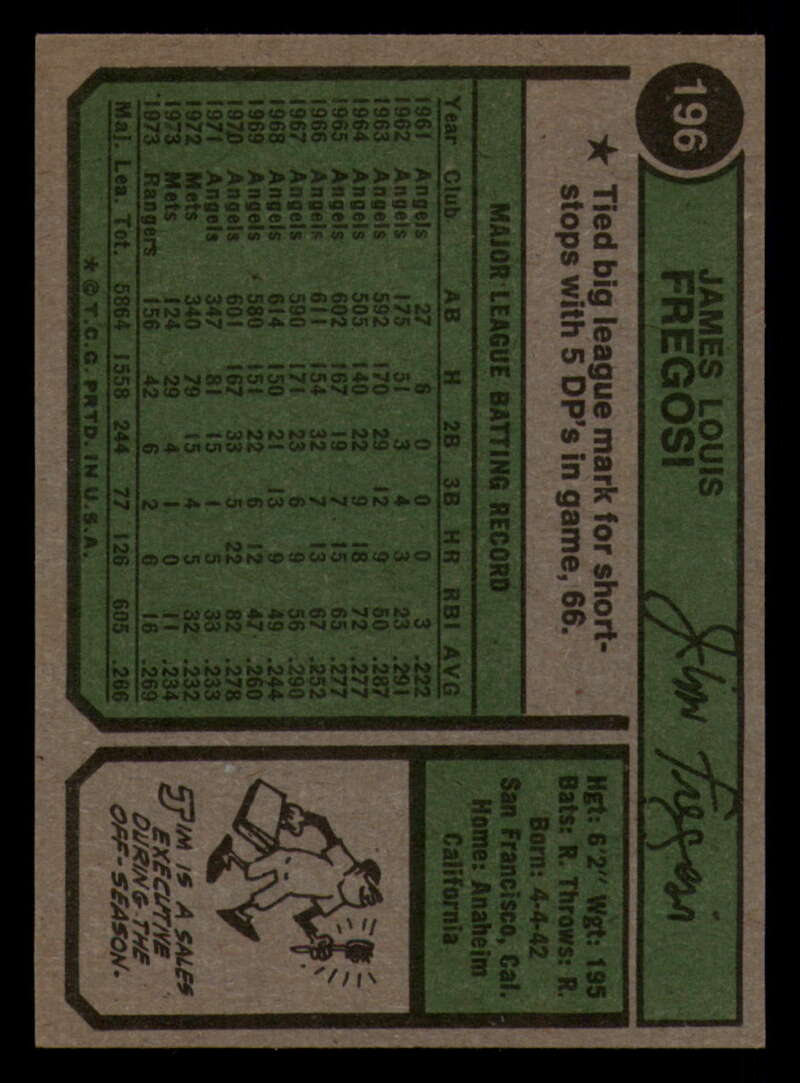 196
JAMES LOUIS
FREGOSI
Jim Fregosi
★ Tied big league mark for short-
stops with 5 DP's in game, 66.
MAJOR LEAGUE BATTING RECORD
Year Club AB H 2B 3B HR RBI AVG
1961 Angels 27 6 0 0 0 3 .222
1962 Angels 175 51 3 4 3 23 .291
1963 Angels 592 170 29 12 9 50 .287
1964 Angels 505 140 22 9 18 72 .277
1965 Angels 602 167 19 7 15 65 .277
1966 Angels 611 154 32 7 13 67 .252
1967 Angels 590 171 23 6 9 56 .290
1968 Angels 614 150 21 13 9 49 .244
1969 Angels 580 151 22 6 12 47 .260
1970 Angels 601 167 33 5 22 82 .278
1971 Angels 347 81 15 1 5 33 .233
1972 Mets 340 79 15 4 5 32 .232
1973 Mets 124 29 4 1 0 11 .234
1973 Rangers 156 42 6 2 6 16 .269
Maj. Lea. Tot. 5864 1558 244 77 126 605 .266
★ © T.C.G. PRTD. IN U.S.A.
Hgt: 6'2" Wgt: 195
Bats: R. Throws: R.
Born: 4-4-42
San Francisco, Cal.
Home: Anaheim
California
JIM IS A SALES
EXECUTIVE
DURING THE
OFF-SEASON.